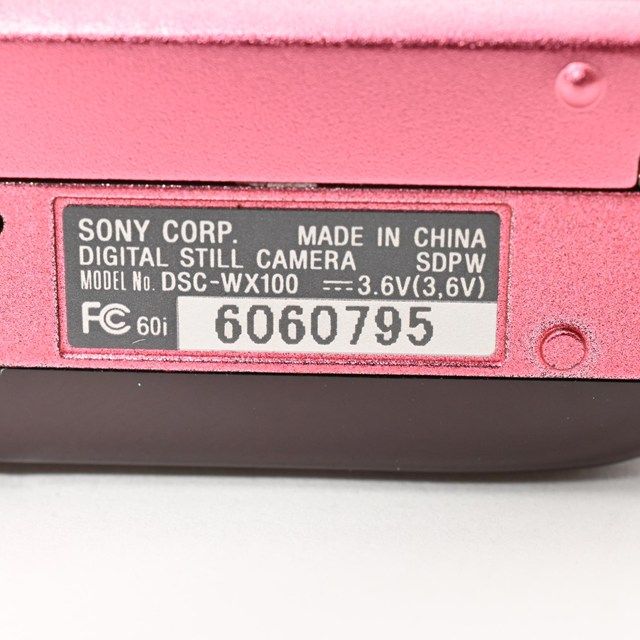 SONY CORP. MADE IN CHINA
DIGITAL STILL CAMERA SDPW
MODEL No. DSC-WX100 ⎓ 3.6V(3,6V)
FC 60i 6060795